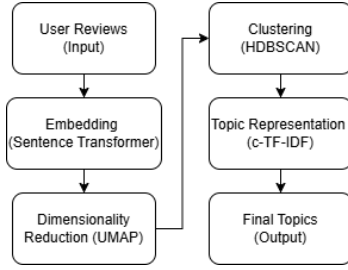 User Reviews
(Input)
Embedding
(Sentence Transformer)
Dimensionality
Reduction (UMAP)
Clustering
(HDBSCAN)
Topic Representation
(c-TF-IDF)
Final Topics
(Output)